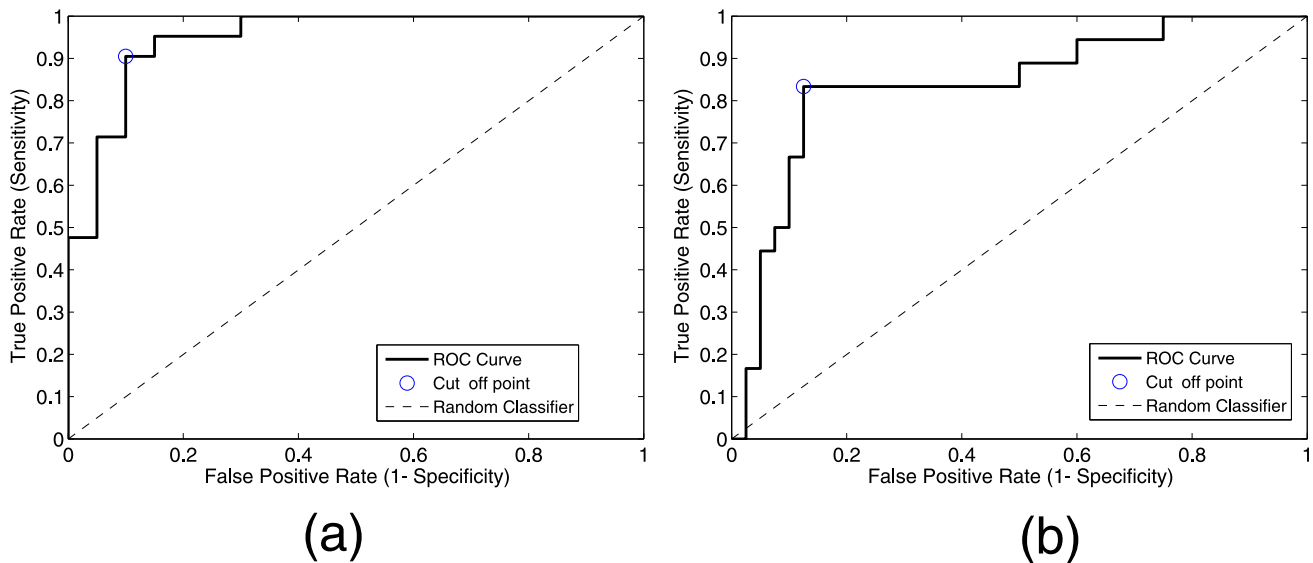 1
0.9
0.8
0.7
0.6
0.5
0.4
0.3
0.2
0.1
0
True Positive Rate (Sensitivity)
ROC Curve
Cut off point
Random Classifier
0 0.2 0.4 0.6 0.8 1
False Positive Rate (1- Specificity)
(a)
1
0.9
0.8
0.7
0.6
0.5
0.4
0.3
0.2
0.1
0
True Positive Rate (Sensitivity)
ROC Curve
Cut off point
Random Classifier
0 0.2 0.4 0.6 0.8 1
False Positive Rate (1- Specificity)
(b)